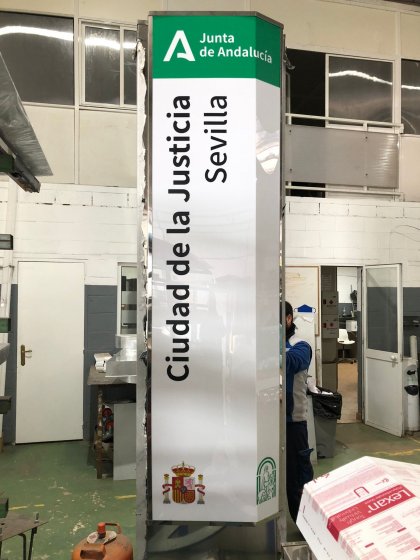 Junta
de Andalucía
Ciudad de la Justicia
Sevilla
Lexan